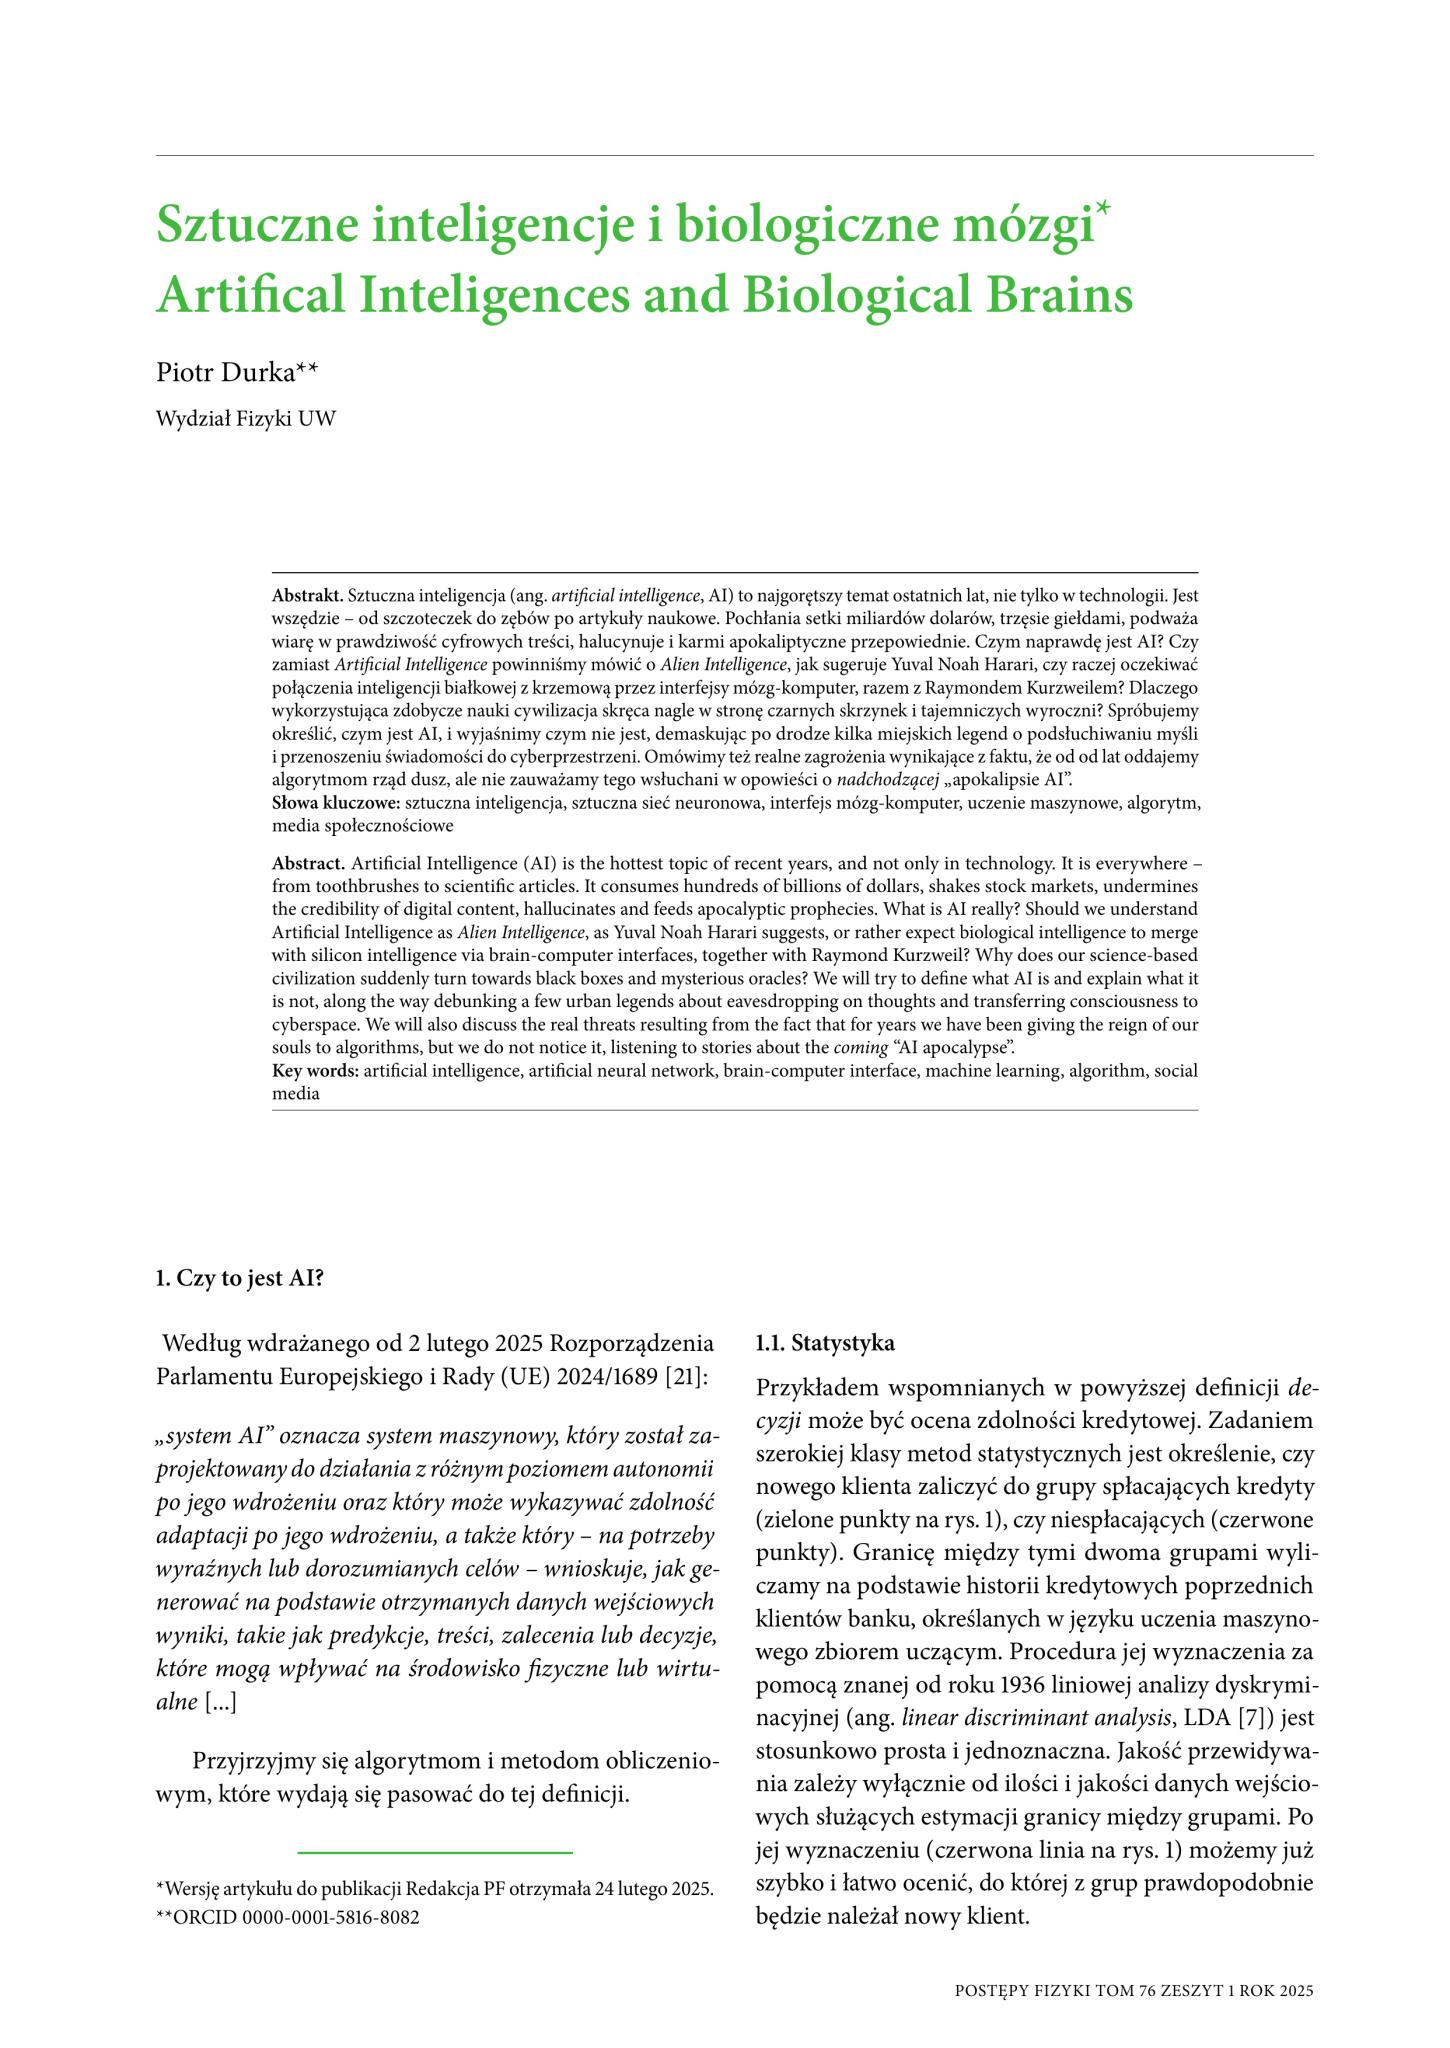 Sztuczne inteligencje i biologiczne mózgi*
Artifical Inteligences and Biological Brains
Piotr Durka**
Wydział Fizyki UW
Abstrakt. Sztuczna inteligencja (ang. artificial intelligence, AI) to najgorętszy temat ostatnich lat, nie tylko w technologii. Jest
wszędzie – od szczoteczek do zębów po artykuły naukowe. Pochłania setki miliardów dolarów, trzęsie giełdami, podważa
wiarę w prawdziwość cyfrowych treści, halucynuje i karmi apokaliptyczne przepowiednie. Czym naprawdę jest AI? Czy
zamiast Artificial Intelligence powinniśmy mówić o Alien Intelligence, jak sugeruje Yuval Noah Harari, czy raczej oczekiwać
połączenia inteligencji białkowej z krzemową przez interfejsy mózg-komputer, razem z Raymondem Kurzweilem? Dlaczego
wykorzystująca zdobycze nauki cywilizacja skręca nagle w stronę czarnych skrzynek i tajemniczych wyroczni? Spróbujemy
określić, czym jest AI, i wyjaśnimy czym nie jest, demaskując po drodze kilka miejskich legend o podsłuchiwaniu myśli
i przenoszeniu świadomości do cyberprzestrzeni. Omówimy też realne zagrożenia wynikające z faktu, że od od lat oddajemy
algorytmom rząd dusz, ale nie zauważamy tego wsłuchani w opowieści o nadchodzącej „apokalipsie AI”.
Słowa kluczowe: sztuczna inteligencja, sztuczna sieć neuronowa, interfejs mózg-komputer, uczenie maszynowe, algorytm,
media społecznościowe
Abstract. Artificial Intelligence (AI) is the hottest topic of recent years, and not only in technology. It is everywhere –
from toothbrushes to scientific articles. It consumes hundreds of billions of dollars, shakes stock markets, undermines
the credibility of digital content, hallucinates and feeds apocalyptic prophecies. What is AI really? Should we understand
Artificial Intelligence as Alien Intelligence, as Yuval Noah Harari suggests, or rather expect biological intelligence to merge
with silicon intelligence via brain-computer interfaces, together with Raymond Kurzweil? Why does our science-based
civilization suddenly turn towards black boxes and mysterious oracles? We will try to define what AI is and explain what it
is not, along the way debunking a few urban legends about eavesdropping on thoughts and transferring consciousness to
cyberspace. We will also discuss the real threats resulting from the fact that for years we have been giving the reign of our
souls to algorithms, but we do not notice it, listening to stories about the coming “AI apocalypse”.
Key words: artificial intelligence, artificial neural network, brain-computer interface, machine learning, algorithm, social
media
1. Czy to jest AI?
Według wdrażanego od 2 lutego 2025 Rozporządzenia
Parlamentu Europejskiego i Rady (UE) 2024/1689 [21]:
„system AI” oznacza system maszynowy, który został za-
projektowany do działania z różnym poziomem autonomii
po jego wdrożeniu oraz który może wykazywać zdolność
adaptacji po jego wdrożeniu, a także który – na potrzeby
wyraźnych lub dorozumianych celów – wnioskuje, jak ge-
nerować na podstawie otrzymanych danych wejściowych
wyniki, takie jak predykcje, treści, zalecenia lub decyzje,
które mogą wpływać na środowisko fizyczne lub wirtu-
alne [...]
Przyjrzyjmy się algorytmom i metodom obliczenio-
wym, które wydają się pasować do tej definicji.
*Wersję artykułu do publikacji Redakcja PF otrzymała 24 lutego 2025.
**ORCID 0000-0001-5816-8082
1.1. Statystyka
Przykładem wspomnianych w powyższej definicji de-
cyzji może być ocena zdolności kredytowej. Zadaniem
szerokiej klasy metod statystycznych jest określenie, czy
nowego klienta zaliczyć do grupy spłacających kredyty
(zielone punkty na rys. 1), czy niespłacających (czerwone
punkty). Granicę między tymi dwoma grupami wyli-
czamy na podstawie historii kredytowych poprzednich
klientów banku, określanych w języku uczenia maszyno-
wego zbiorem uczącym. Procedura jej wyznaczenia za
pomocą znanej od roku 1936 liniowej analizy dyskrymi-
nacyjnej (ang. linear discriminant analysis, LDA [7]) jest
stosunkowo prosta i jednoznaczna. Jakość przewidywa-
nia zależy wyłącznie od ilości i jakości danych wejścio-
wych służących estymacji granicy między grupami. Po
jej wyznaczeniu (czerwona linia na rys. 1) możemy już
szybko i łatwo ocenić, do której z grup prawdopodobnie
będzie należał nowy klient.
POSTĘPY FIZYKI TOM 76 ZESZYT 1 ROK 2025